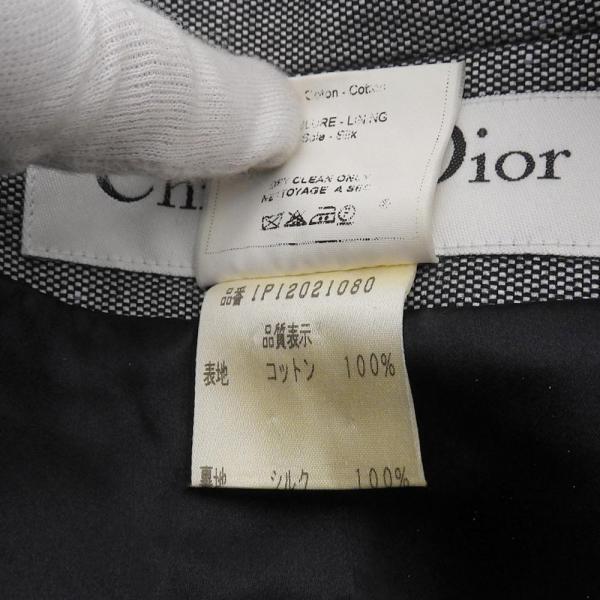 Coton - Cotton
LURE - LINING
Soie - Silk
DRY CLEAN ONLY
NETTOYAGE A SEC
Ch Dior
品番 1P12021080
品質表示
表地 コットン 100%
裏地 シルク 100%